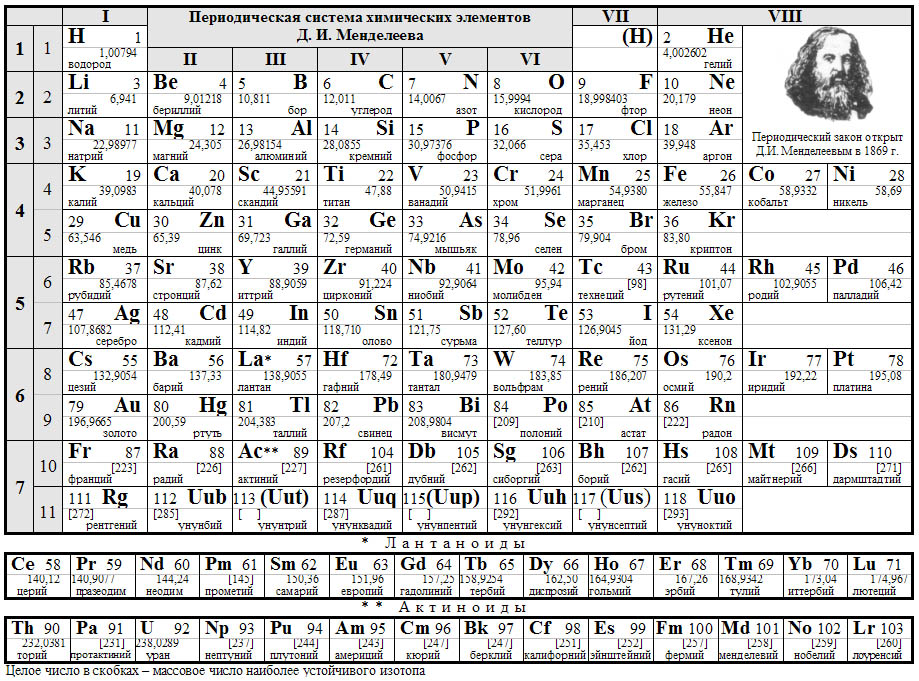 I Периодическая система химических элементов VII VIII
Д. И. Менделеева
II III IV V VI
1 1 H 1 (H) 2 He
1,00794 4,002602
водород гелий
2 2 Li 3 Be 4 5 B 6 C 7 N 8 O 9 F 10 Ne
6,941 9,01218 10,811 12,011 14,0067 15,9994 18,998403 20,179
литий бериллий бор углерод азот кислород фтор неон
3 3 Na 11 Mg 12 13 Al 14 Si 15 P 16 S 17 Cl 18 Ar
22,98977 24,305 26,98154 28,0855 30,97376 32,066 35,453 39,948
натрий магний алюминий кремний фосфор сера хлор аргон
Периодический закон открыт
Д.И. Менделеевым в 1869 г.
4 4 K 19 Ca 20 Sc 21 Ti 22 V 23 Cr 24 Mn 25 Fe 26 Co 27 Ni 28
39,0983 40,078 44,95591 47,88 50,9415 51,9961 54,9380 55,847 58,9332 58,69
калий кальций скандий титан ванадий хром марганец железо кобальт никель
5 29 Cu 30 Zn 31 Ga 32 Ge 33 As 34 Se 35 Br 36 Kr
63,546 65,39 69,723 72,59 74,9216 78,96 79,904 83,80
медь цинк галлий германий мышьяк селен бром криптон
5 6 Rb 37 Sr 38 Y 39 Zr 40 Nb 41 Mo 42 Tc 43 Ru 44 Rh 45 Pd 46
85,4678 87,62 88,9059 91,224 92,9064 95,94 [98] 101,07 102,9055 106,42
рубидий стронций иттрий цирконий ниобий молибден технеций рутений родий палладий
7 47 Ag 48 Cd 49 In 50 Sn 51 Sb 52 Te 53 I 54 Xe
107,8682 112,41 114,82 118,710 121,75 127,60 126,9045 131,29
серебро кадмий индий олово сурьма теллур йод ксенон
6 8 Cs 55 Ba 56 La* 57 Hf 72 Ta 73 W 74 Re 75 Os 76 Ir 77 Pt 78
132,9054 137,33 138,9055 178,49 180,9479 183,85 186,207 190,2 192,22 195,08
цезий барий лантан гафний тантал вольфрам рений осмий иридий платина
9 79 Au 80 Hg 81 Tl 82 Pb 83 Bi 84 Po 85 At 86 Rn
196,9665 200,59 204,383 207,2 208,9804 [209] [210] [222]
золото ртуть таллий свинец висмут полоний астат радон
7 10 Fr 87 Ra 88 Ac** 89 Rf 104 Db 105 Sg 106 Bh 107 Hs 108 Mt 109 Ds 110
[223] [226] [227] [261] [262] [263] [262] [265] [266] [271]
франций радий актиний резерфордий дубний сиборгий борий гасий майтнерий дармштадтий
11 111 Rg 112 Uub 113 (Uut) 114 Uuq 115 (Uup) 116 Uuh 117 (Uus) 118 Uuo
[272] [285] [ ] [287] [ ] [292] [ ] [293]
рентгений унунбий унунтрий унунквадий унунпентий унунгексий унунсептий унуноктий
* Лантаноиды
Ce 58 Pr 59 Nd 60 Pm 61 Sm 62 Eu 63 Gd 64 Tb 65 Dy 66 Ho 67 Er 68 Tm 69 Yb 70 Lu 71
140,12 140,9077 144,24 [145] 150,36 151,96 157,25 158,9254 162,50 164,9304 167,26 168,9342 173,04 174,967
церий празеодим неодим прометий самарий европий гадолиний тербий диспрозий гольмий эрбий тулий иттербий лютеций
** Актиноиды
Th 90 Pa 91 U 92 Np 93 Pu 94 Am 95 Cm 96 Bk 97 Cf 98 Es 99 Fm 100 Md 101 No 102 Lr 103
232,0381 [231] 238,0289 [237] [244] [243] [247] [247] [251] [252] [257] [258] [259] [260]
торий протактиний уран нептуний плутоний америций кюрий берклий калифорний эйнштейний фермий менделевий нобелий лоуренсий
Целое число в скобках – массовое число наиболее устойчивого изотопа